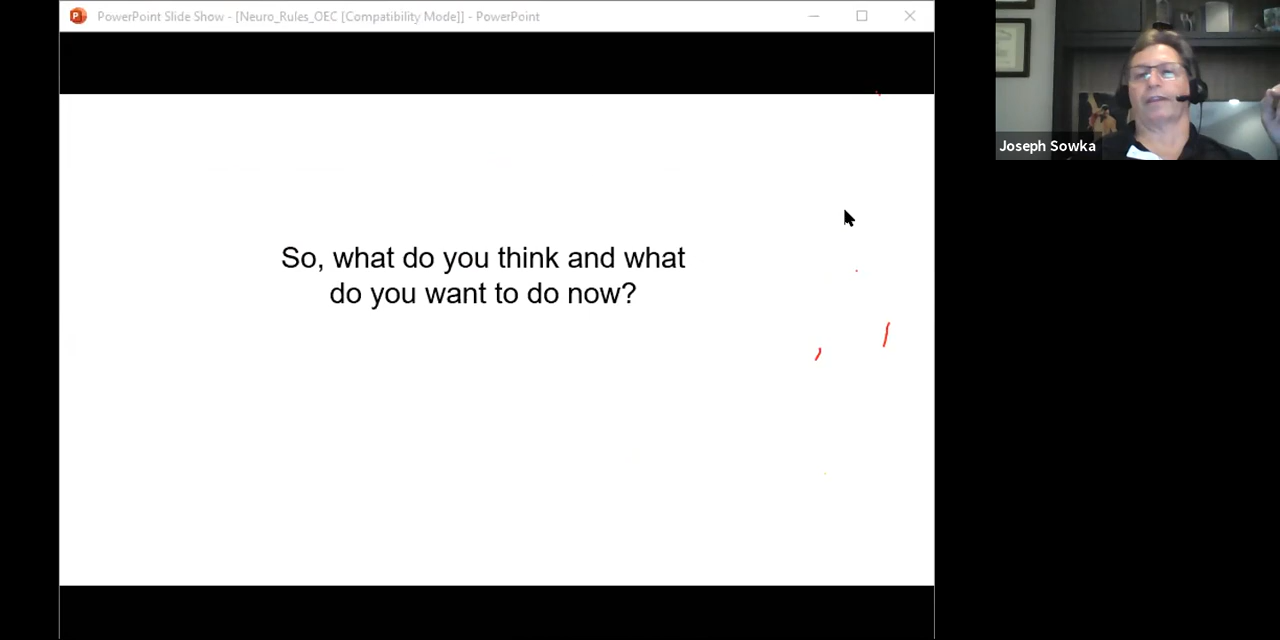 PowerPoint Slide Show - [Neuro_Rules_OEC [Compatibility Mode]] - PowerPoint
So, what do you think and what
do you want to do now?
Joseph Sowka